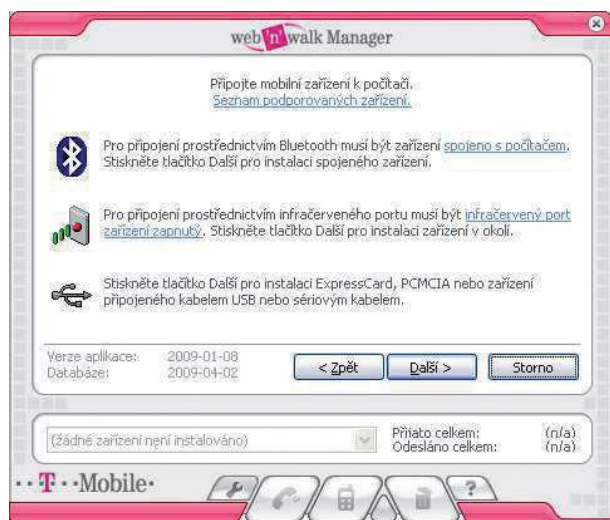 web'n'walk Manager
Připojte mobilní zařízení k počítači.
Seznam podporovaných zařízení.
Pro připojení prostřednictvím Bluetooth musí být zařízení spojeno s počítačem.
Stiskněte tlačítko Další pro instalaci spojeného zařízení.
Pro připojení prostřednictvím infračerveného portu musí být infračervený port
zařízení zapnutý. Stiskněte tlačítko Další pro instalaci zařízení v okolí.
Stiskněte tlačítko Další pro instalaci ExpressCard, PCMCIA nebo zařízení
připojeného kabelem USB nebo sériovým kabelem.
Verze aplikace: 2009-01-08
Databáze: 2009-04-02
< Zpět Další > Storno
(žádné zařízení není instalováno)
Přijato celkem: (n/a)
Odesláno celkem: (n/a)
··T··Mobile·
?